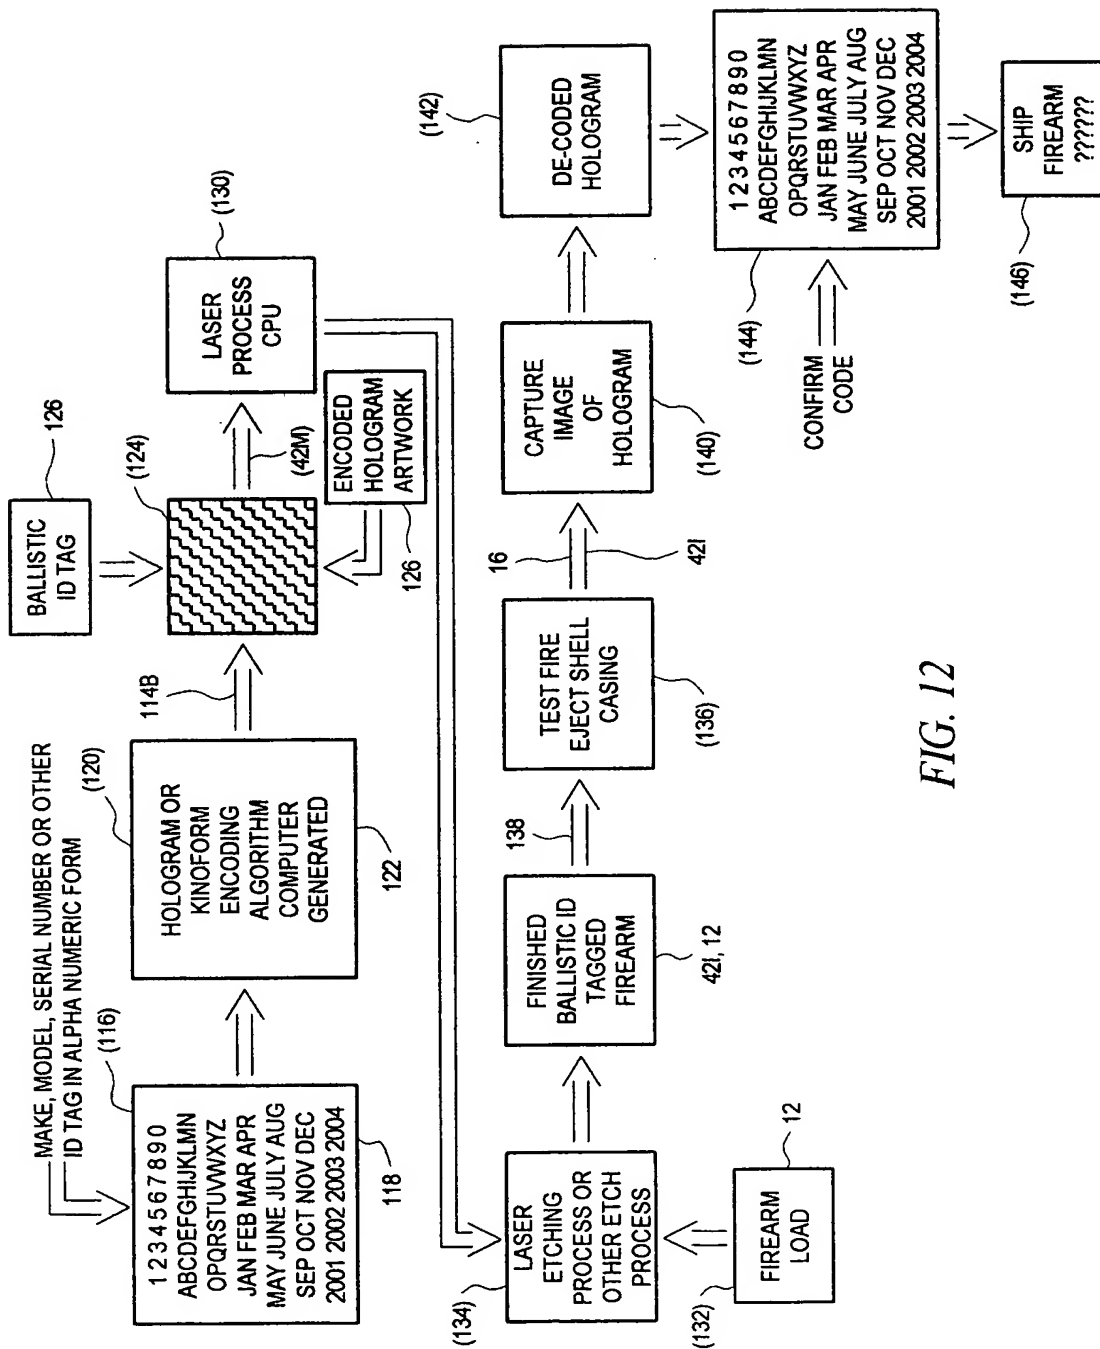 MAKE, MODEL, SERIAL NUMBER OR OTHER
ID TAG IN ALPHA NUMERIC FORM
(116)
1 2 3 4 5 6 7 8 9 0
ABCDEFGHIJKLMN
OPQRSTUVWXYZ
JAN FEB MAR APR
MAY JUNE JULY AUG
SEP OCT NOV DEC
2001 2002 2003 2004
118
(120)
HOLOGRAM OR
KINOFORM
ENCODING
ALGORITHM
COMPUTER
GENERATED
122
114B
BALLISTIC
ID TAG
126
(124)
(42M)
ENCODED
HOLOGRAM
ARTWORK
126
LASER
PROCESS
CPU
(130)
LASER
ETCHING
PROCESS OR
OTHER ETCH
PROCESS
(134)
FIREARM
LOAD
12
(132)
FINISHED
BALLISTIC ID
TAGGED
FIREARM
42I, 12
138
TEST FIRE
EJECT SHELL
CASING
(136)
16
42I
CAPTURE
IMAGE
OF
HOLOGRAM
(140)
DE-CODED
HOLOGRAM
(142)
1 2 3 4 5 6 7 8 9 0
ABCDEFGHIJKLMN
OPQRSTUVWXYZ
JAN FEB MAR APR
MAY JUNE JULY AUG
SEP OCT NOV DEC
2001 2002 2003 2004
(144)
CONFIRM
CODE
SHIP
FIREARM
??????
(146)
FIG. 12